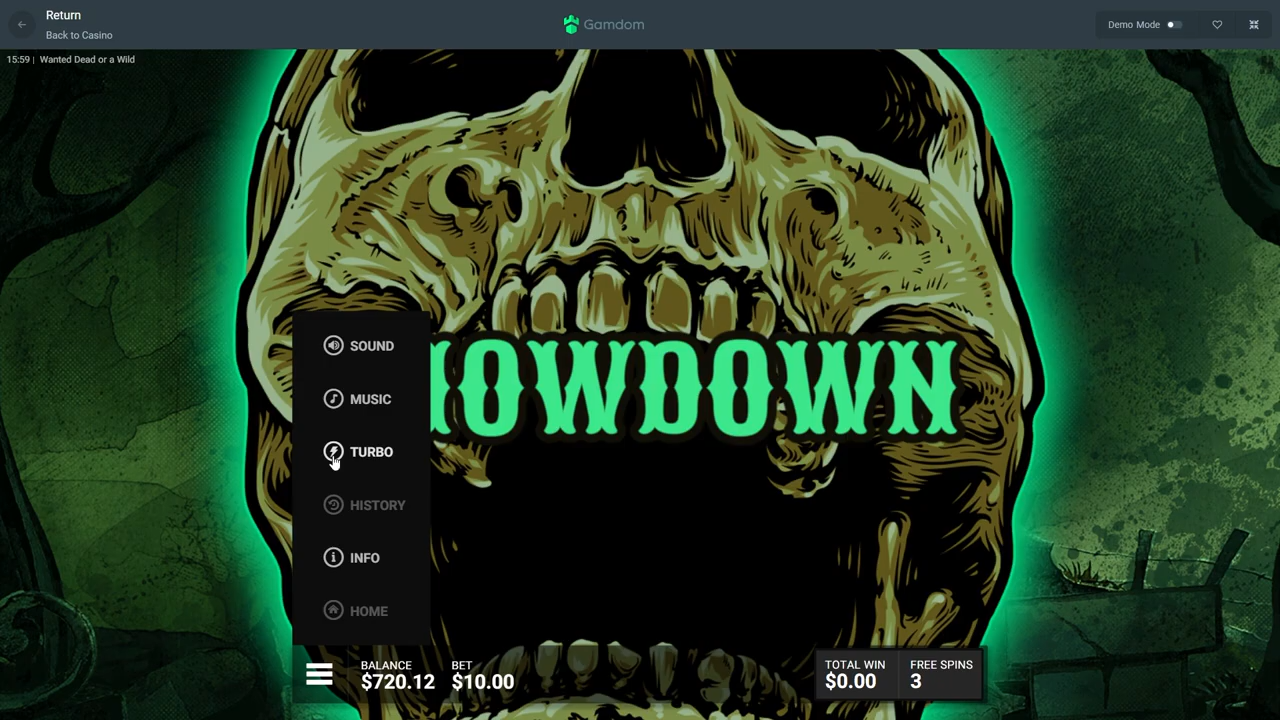 Return
Back to Casino
Gamdom
Demo Mode
15:59 | Wanted Dead or a Wild
SOUND
MUSIC
TURBO
HISTORY
INFO
HOME
HOWDOWN
BALANCE
$720.12
BET
$10.00
TOTAL WIN
$0.00
FREE SPINS
3